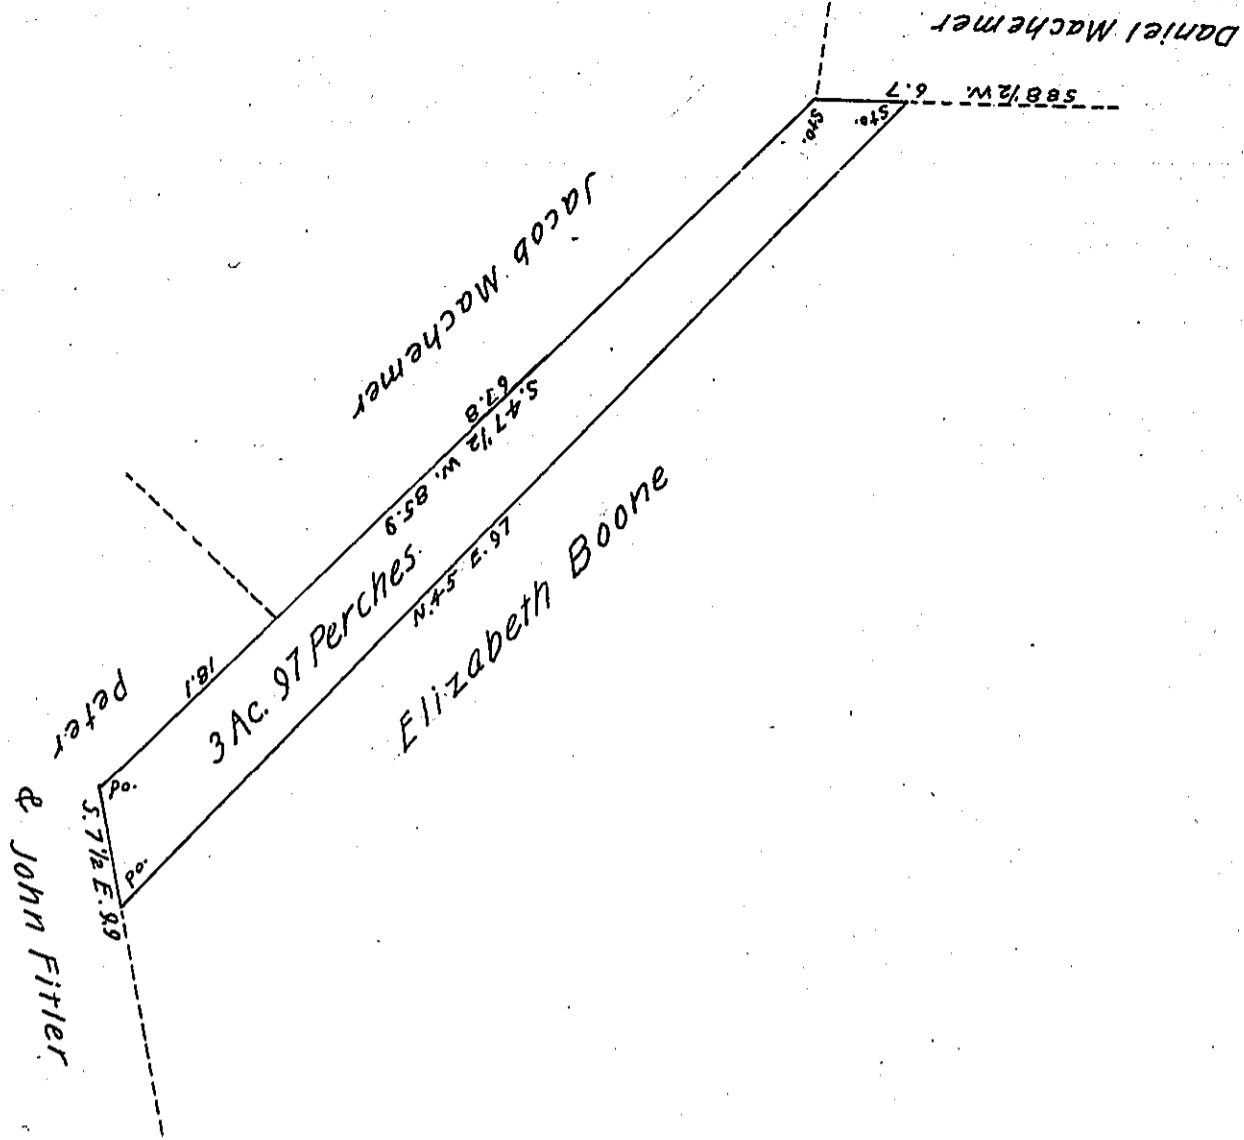 Daniel Machemer
S88½W. 6.7
Sto.
Sto.
Jacob Machemer
67.8
S.47½ W. 85.9
N.45 E.97
Elizabeth Boone
3 Ac. 97 Perches.
18.1
Peter
& John Fitler
po.
po.
S.7½ E.9.9